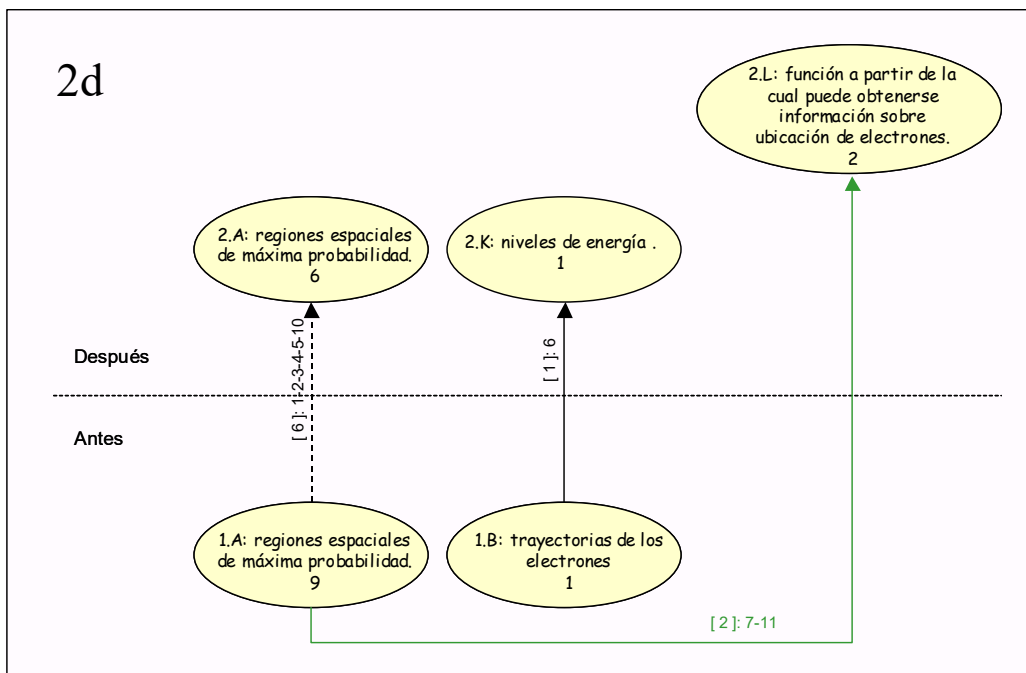 2d
2.L: función a partir de la
cual puede obtenerse
información sobre
ubicación de electrones.
2
2.A: regiones espaciales
de máxima probabilidad.
6
2.K: niveles de energía .
1
[ 6 ]: 1-2-3-4-5-10
[ 1 ]: 6
Después
Antes
1.A: regiones espaciales
de máxima probabilidad.
9
1.B: trayectorias de los
electrones
1
[ 2 ]: 7-11